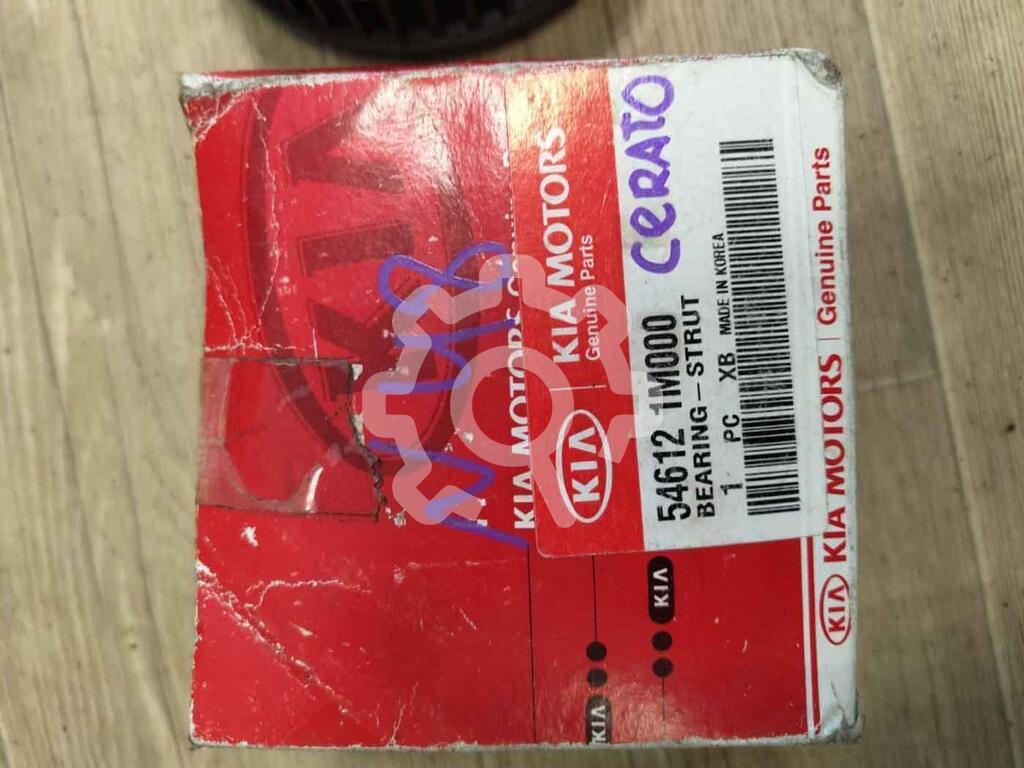 KIA MOTORS
Genuine Parts
KIA
CERATO
54612 1M000
BEARING-STRUT
1 PC XB MADE IN KOREA
KIA KIA MOTORS | Genuine Parts
KIA
KIA MOTORS
KIA
KIA